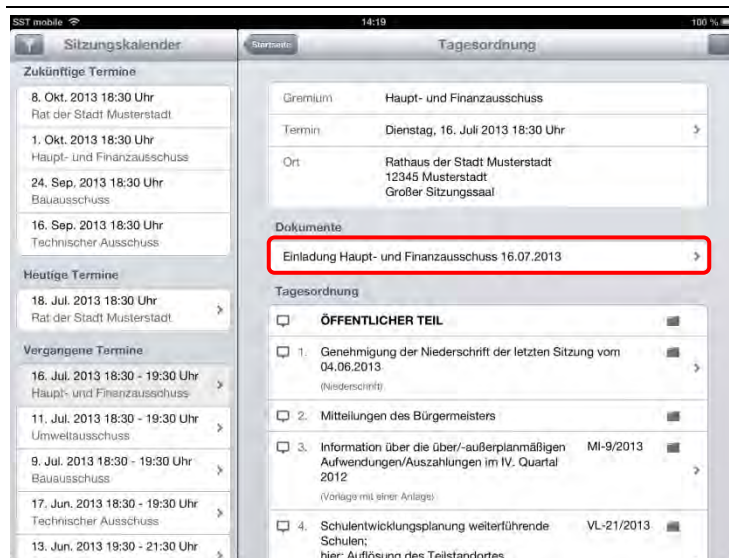 SST mobile 14:19 100 %
Sitzungskalender
Zukünftige Termine
8. Okt. 2013 18:30 Uhr
Rat der Stadt Musterstadt
1. Okt. 2013 18:30 Uhr
Haupt- und Finanzausschuss
24. Sep. 2013 18:30 Uhr
Bauausschuss
16. Sep. 2013 18:30 Uhr
Technischer Ausschuss
Heutige Termine
18. Jul. 2013 18:30 Uhr
Rat der Stadt Musterstadt
Vergangene Termine
16. Jul. 2013 18:30 - 19:30 Uhr
Haupt- und Finanzausschuss
11. Jul. 2013 18:30 - 19:30 Uhr
Umweltausschuss
9. Jul. 2013 18:30 - 19:30 Uhr
Bauausschuss
17. Jun. 2013 18:30 - 19:30 Uhr
Technischer Ausschuss
13. Jun. 2013 19:30 - 21:30 Uhr
Startseite Tagesordnung
Gremium Haupt- und Finanzausschuss
Termin Dienstag, 16. Juli 2013 18:30 Uhr
Ort Rathaus der Stadt Musterstadt
12345 Musterstadt
Großer Sitzungssaal
Dokumente
Einladung Haupt- und Finanzausschuss 16.07.2013
Tagesordnung
ÖFFENTLICHER TEIL
1. Genehmigung der Niederschrift der letzten Sitzung vom
04.06.2013
(Niederschrift)
2. Mitteilungen des Bürgermeisters
3. Information über die über/-außerplanmäßigen MI-9/2013
Aufwendungen/Auszahlungen im IV. Quartal
2012
(Vorlage mit einer Anlage)
4. Schulentwicklungsplanung weiterführende VL-21/2013
Schulen;
hier: Auflösung des Teilstandortes